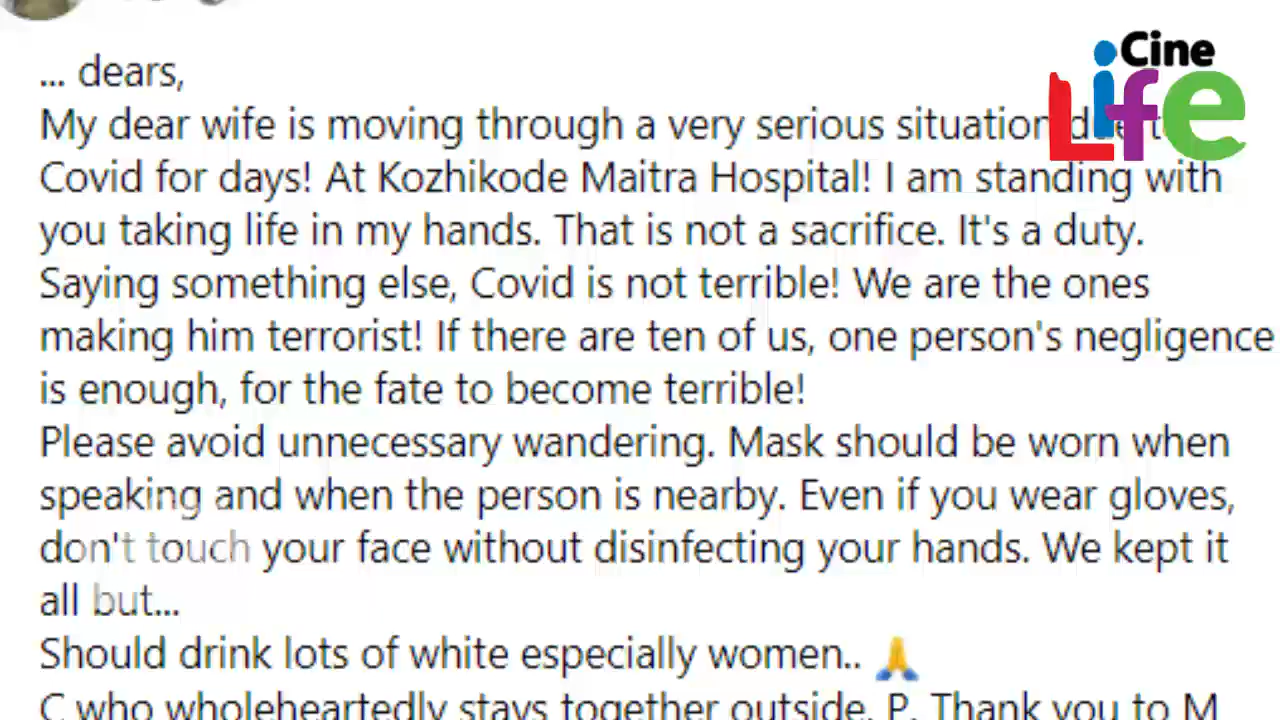 Cine
Life
... dears,
My dear wife is moving through a very serious situation
Covid for days! At Kozhikode Maitra Hospital! I am standing with
you taking life in my hands. That is not a sacrifice. It's a duty.
Saying something else, Covid is not terrible! We are the ones
making him terrorist! If there are ten of us, one person's negligence
is enough, for the fate to become terrible!
Please avoid unnecessary wandering. Mask should be worn when
speaking and when the person is nearby. Even if you wear gloves,
don't touch your face without disinfecting your hands. We kept it
all but...
Should drink lots of white especially women.. 🙏
C who wholeheartedly stays together outside. P. Thank you to M